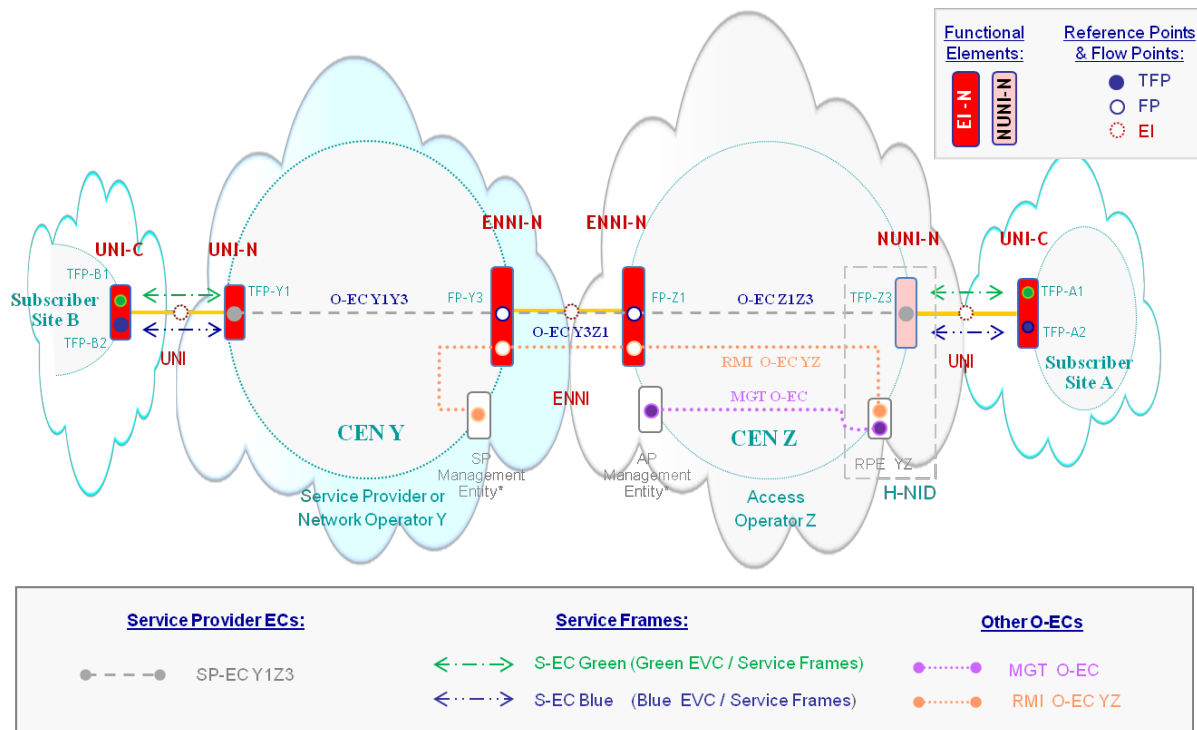 Functional
Elements:
Reference Points
& Flow Points:
EI-N
NUNI-N
TFP
FP
EI
ENNI-N
ENNI-N
UNI-C
UNI-N
NUNI-N
UNI-C
TFP-B1
TFP-Y1
O-EC Y1Y3
FP-Y3
FP-Z1
O-EC Z1Z3
TFP-Z3
TFP-A1
Subscriber
Site B
TFP-B2
UNI
O-EC Y3Z1
TFP-A2
UNI
Subscriber
Site A
RMI O-EC YZ
ENNI
MGT O-EC
CEN Y
CEN Z
SP
Management
Entity*
AP
Management
Entity*
RPE YZ
H-NID
Service Provider or
Network Operator Y
Access
Operator Z
Service Provider ECs:
Service Frames:
Other O-ECs
SP-EC Y1Z3
S-EC Green (Green EVC / Service Frames)
MGT O-EC
S-EC Blue (Blue EVC / Service Frames)
RMI O-EC YZ